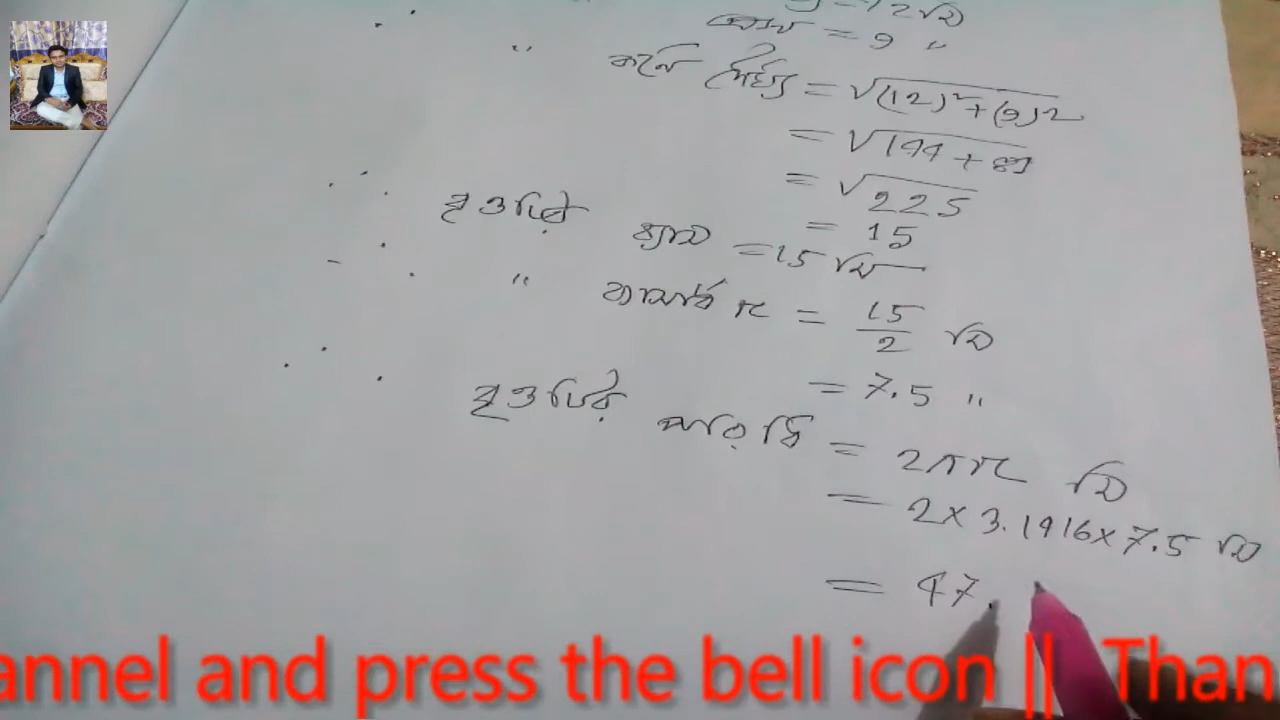 = 12 মি
প্রস্থ = 9 "
" কর্ণের দৈর্ঘ্য = √(12)² + (9)²
= √144 + 81
= √225
= 15
∴ বৃত্তটির ব্যাস = 15 মি
∴ " ব্যাসার্ধ r = 15/2 মি
= 7.5 "
∴ বৃত্তটির পরিধি = 2πr মি
= 2 × 3.1416 × 7.5 মি
= 47.
annel and press the bell icon || Than